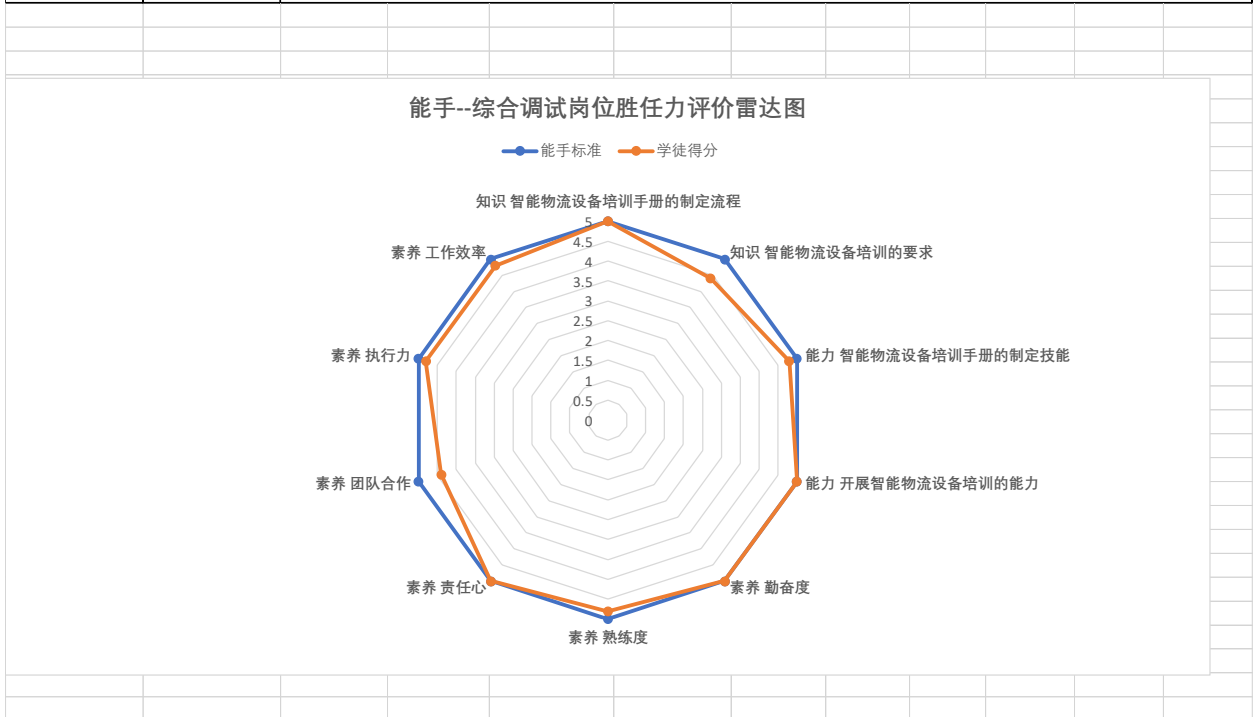 能手--综合调试岗位胜任力评价雷达图
能手标准 学徒得分
知识 智能物流设备培训手册的制定流程
知识 智能物流设备培训的要求
能力 智能物流设备培训手册的制定技能
能力 开展智能物流设备培训的能力
素养 勤奋度
素养 熟练度
素养 责任心
素养 团队合作
素养 执行力
素养 工作效率
5
4.5
4
3.5
3
2.5
2
1.5
1
0.5
0